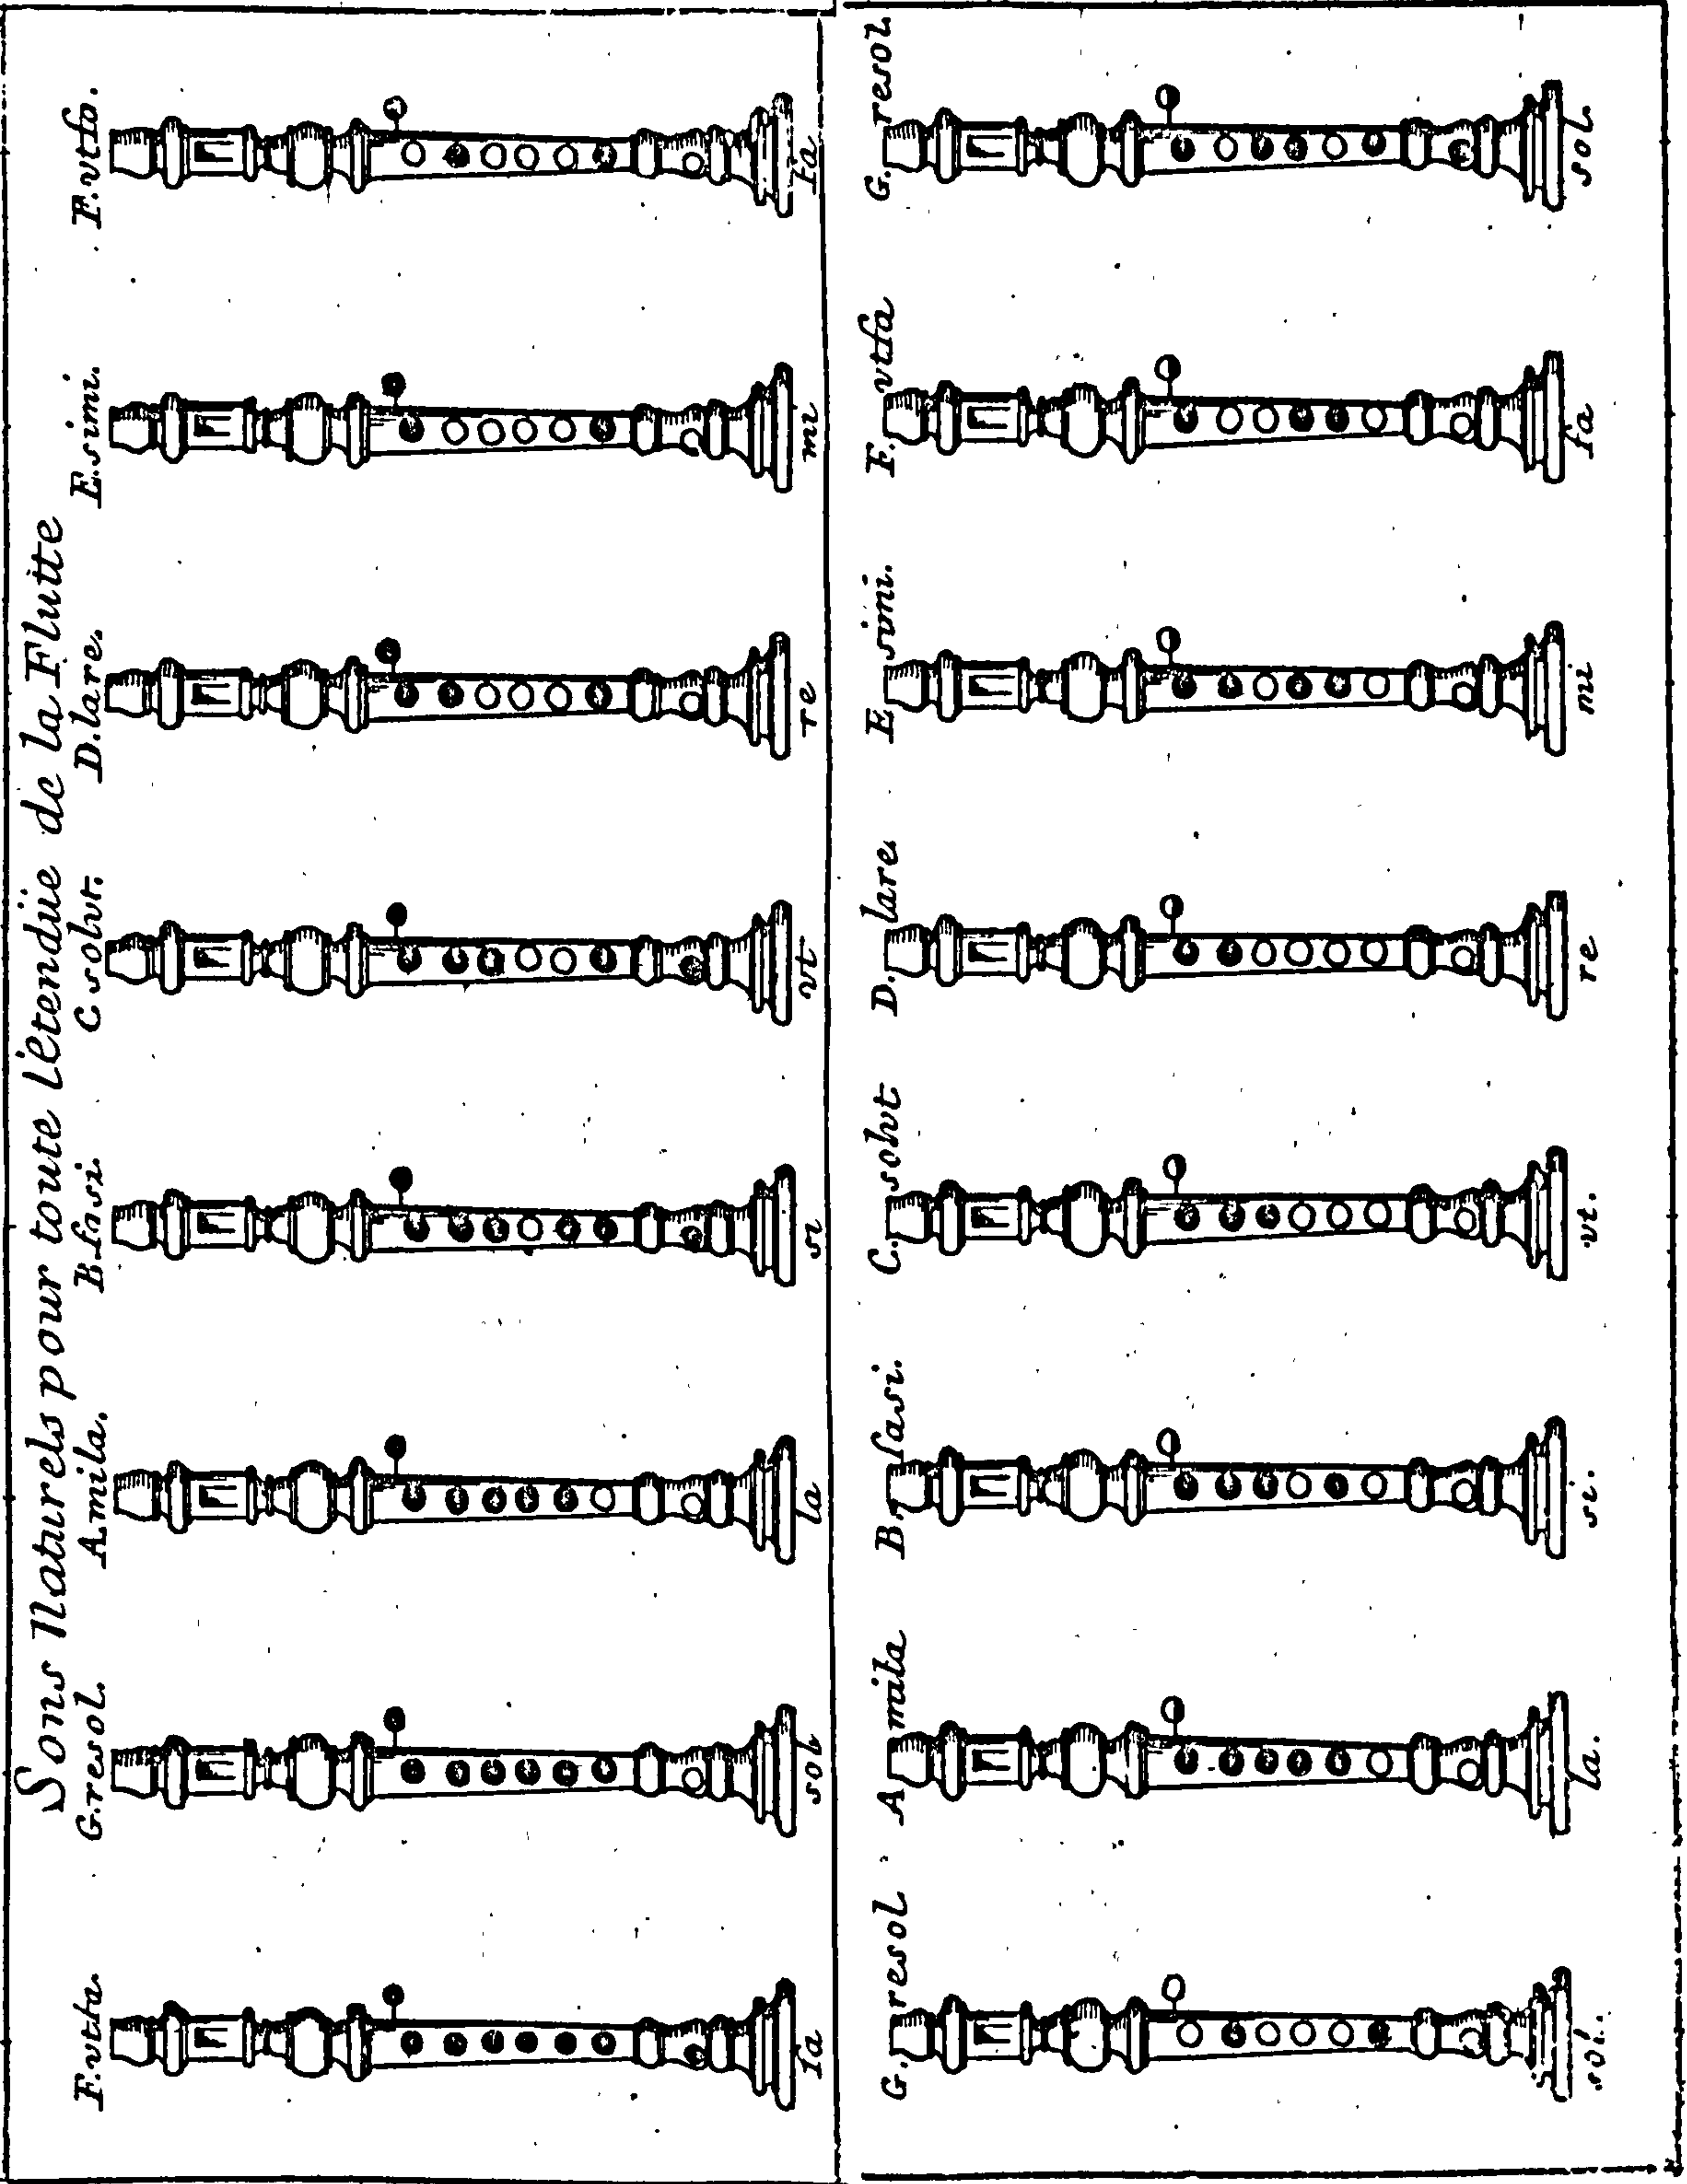 Sons Naturels pour toute L'étendüe de la Flutte
F.vtfa. G.resol. A.mila. B.fasi. C.solvt. D.lare. E.simi. F.vtfa.
fa sol la si vt re mi fa
G.resol A mila B.fasi. C.solvt D.lare E simi. F.vtfa G.resol
sol. la. si. vt. re mi fa sol